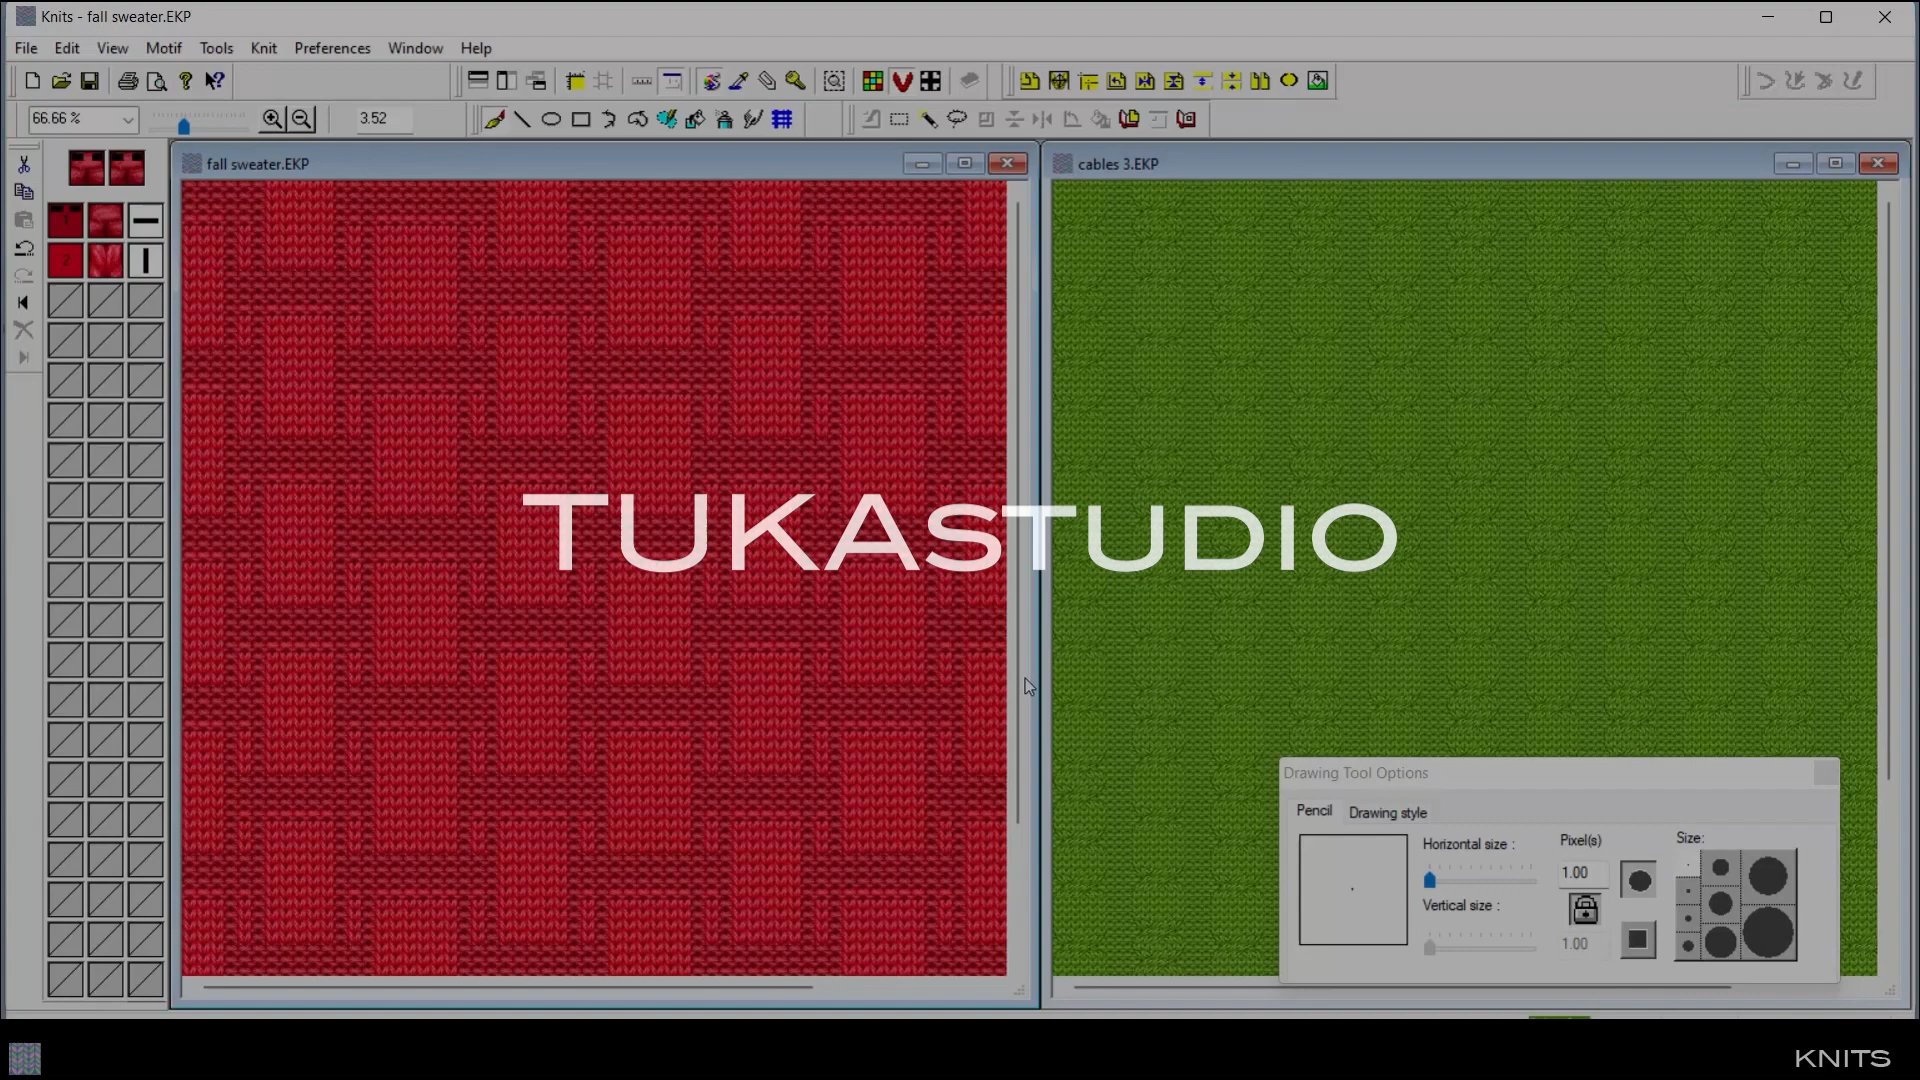 Knits - fall sweater.EKP
File Edit View Motif Tools Knit Preferences Window Help
66.66 %
3.52
fall sweater.EKP
cables 3.EKP
1
2
TUKASTUDIO
Drawing Tool Options
Pencil
Drawing style
Horizontal size :
Pixel(s)
Size:
1.00
Vertical size :
1.00
KNITS